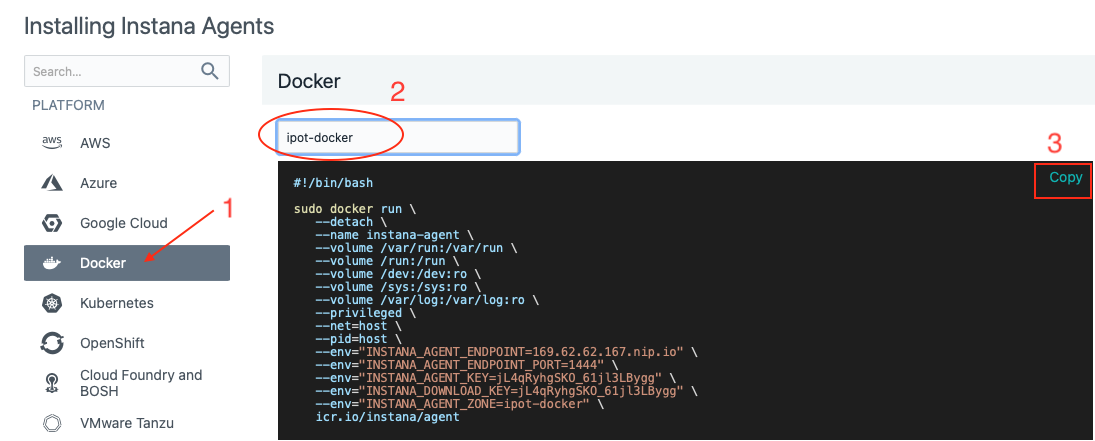 Installing Instana Agents
Search...
PLATFORM
aws AWS
Azure
Google Cloud
Docker
Kubernetes
OpenShift
Cloud Foundry and
BOSH
VMware Tanzu
1
Docker
2
ipot-docker
3
Copy
#!/bin/bash
sudo docker run \
--detach \
--name instana-agent \
--volume /var/run:/var/run \
--volume /run:/run \
--volume /dev:/dev:ro \
--volume /sys:/sys:ro \
--volume /var/log:/var/log:ro \
--privileged \
--net=host \
--pid=host \
--env="INSTANA_AGENT_ENDPOINT=169.62.62.167.nip.io" \
--env="INSTANA_AGENT_ENDPOINT_PORT=1444" \
--env="INSTANA_AGENT_KEY=jL4qRyhgSKO_61jl3LBygg" \
--env="INSTANA_DOWNLOAD_KEY=jL4qRyhgSKO_61jl3LBygg" \
--env="INSTANA_AGENT_ZONE=ipot-docker" \
icr.io/instana/agent